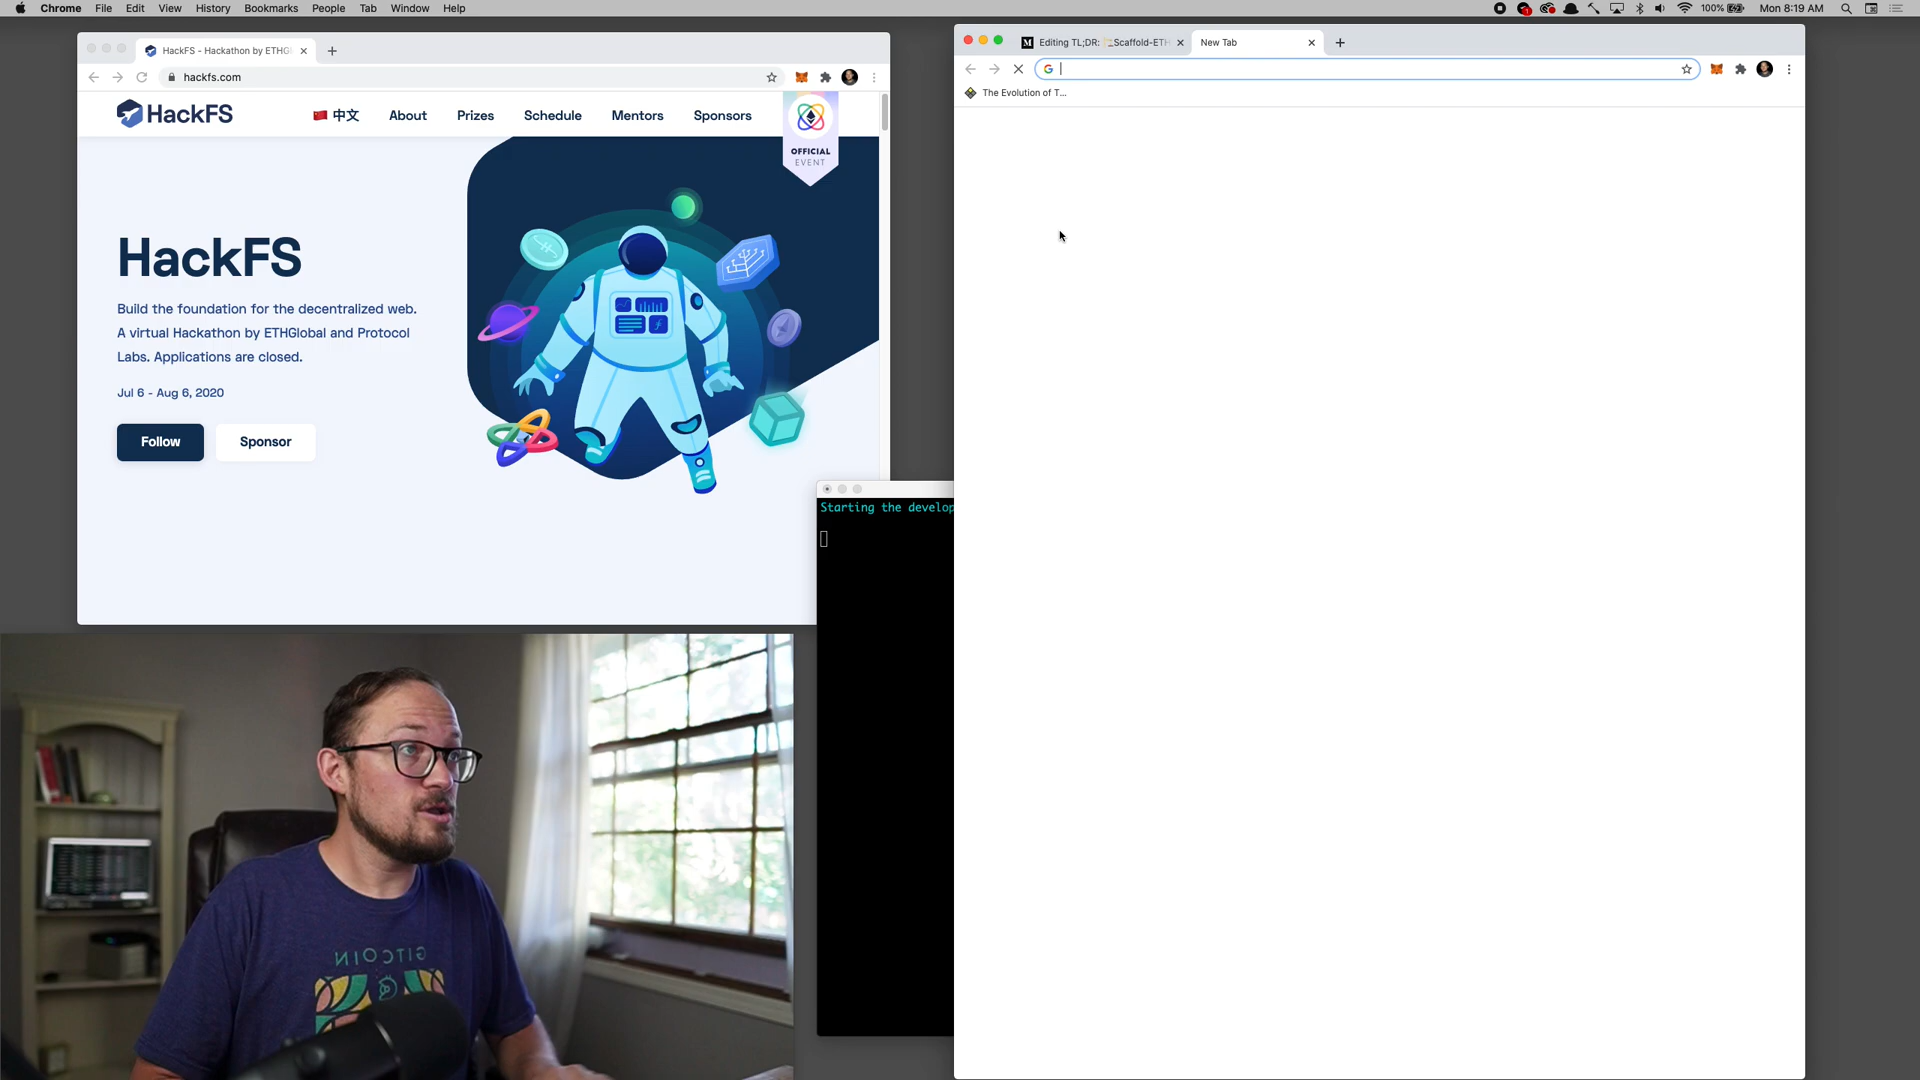 Chrome File Edit View History Bookmarks People Tab Window Help
100% Mon 8:19 AM
HackFS - Hackathon by ETHG
hackfs.com
HackFS
🇨🇳 中文 About Prizes Schedule Mentors Sponsors
OFFICIAL
EVENT
HackFS
Build the foundation for the decentralized web.
A virtual Hackathon by ETHGlobal and Protocol
Labs. Applications are closed.
Jul 6 - Aug 6, 2020
Follow Sponsor
Editing TL;DR: Scaffold-ETH
New Tab
The Evolution of T...
Starting the develop
GITCOIN